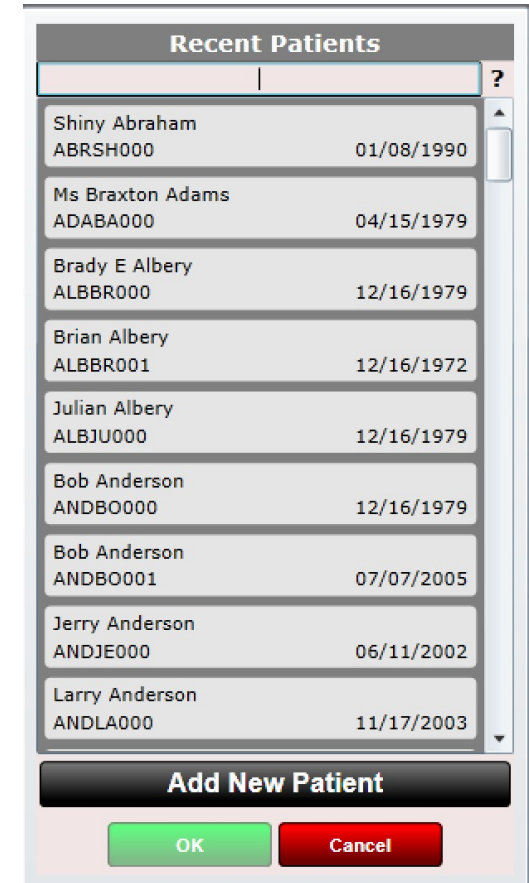 Recent Patients
?
Shiny Abraham
ABRSH000 01/08/1990
Ms Braxton Adams
ADABA000 04/15/1979
Brady E Albery
ALBBR000 12/16/1979
Brian Albery
ALBBR001 12/16/1972
Julian Albery
ALBJU000 12/16/1979
Bob Anderson
ANDBO000 12/16/1979
Bob Anderson
ANDBO001 07/07/2005
Jerry Anderson
ANDJE000 06/11/2002
Larry Anderson
ANDLA000 11/17/2003
Add New Patient
OK Cancel